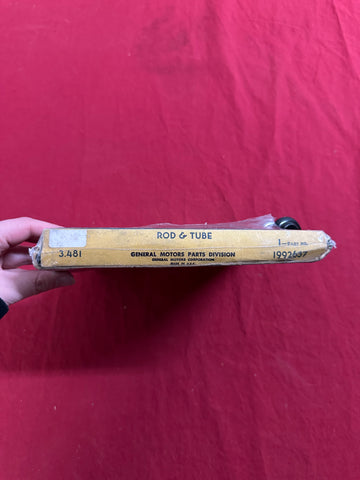 ROD & TUBE
1-PART NO.
3.481 GENERAL MOTORS PARTS DIVISION 1992637
GENERAL MOTORS CORPORATION
MADE IN U.S.A.